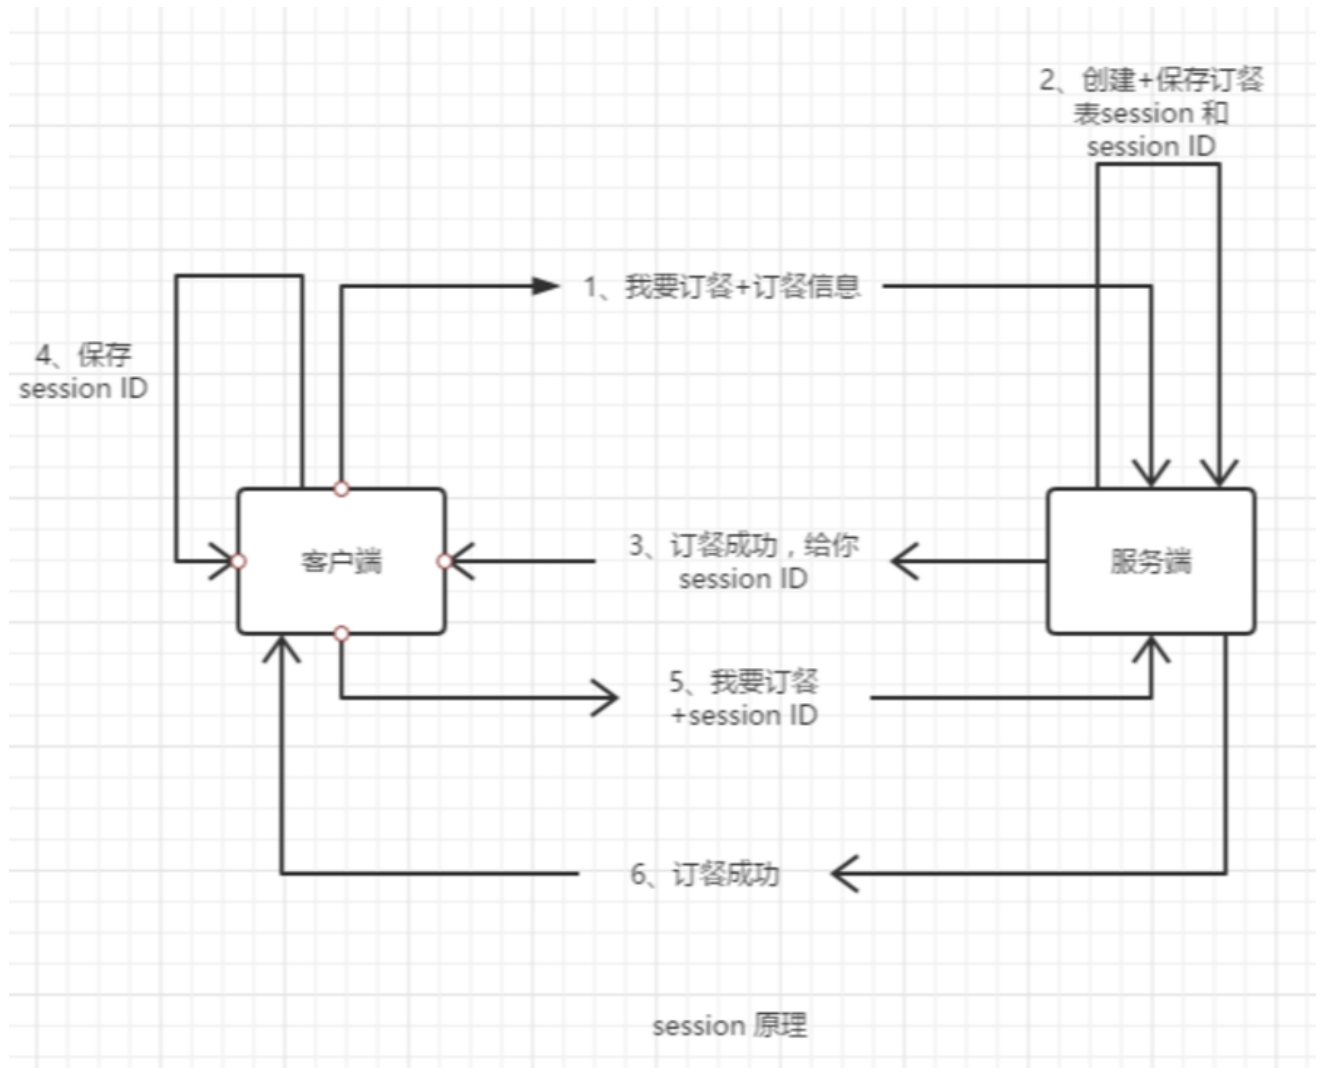 2、创建+保存订餐
表session 和
session ID
1、我要订餐+订餐信息
4、保存
session ID
客户端
3、订餐成功，给你
session ID
服务端
5、我要订餐
+session ID
6、订餐成功
session 原理